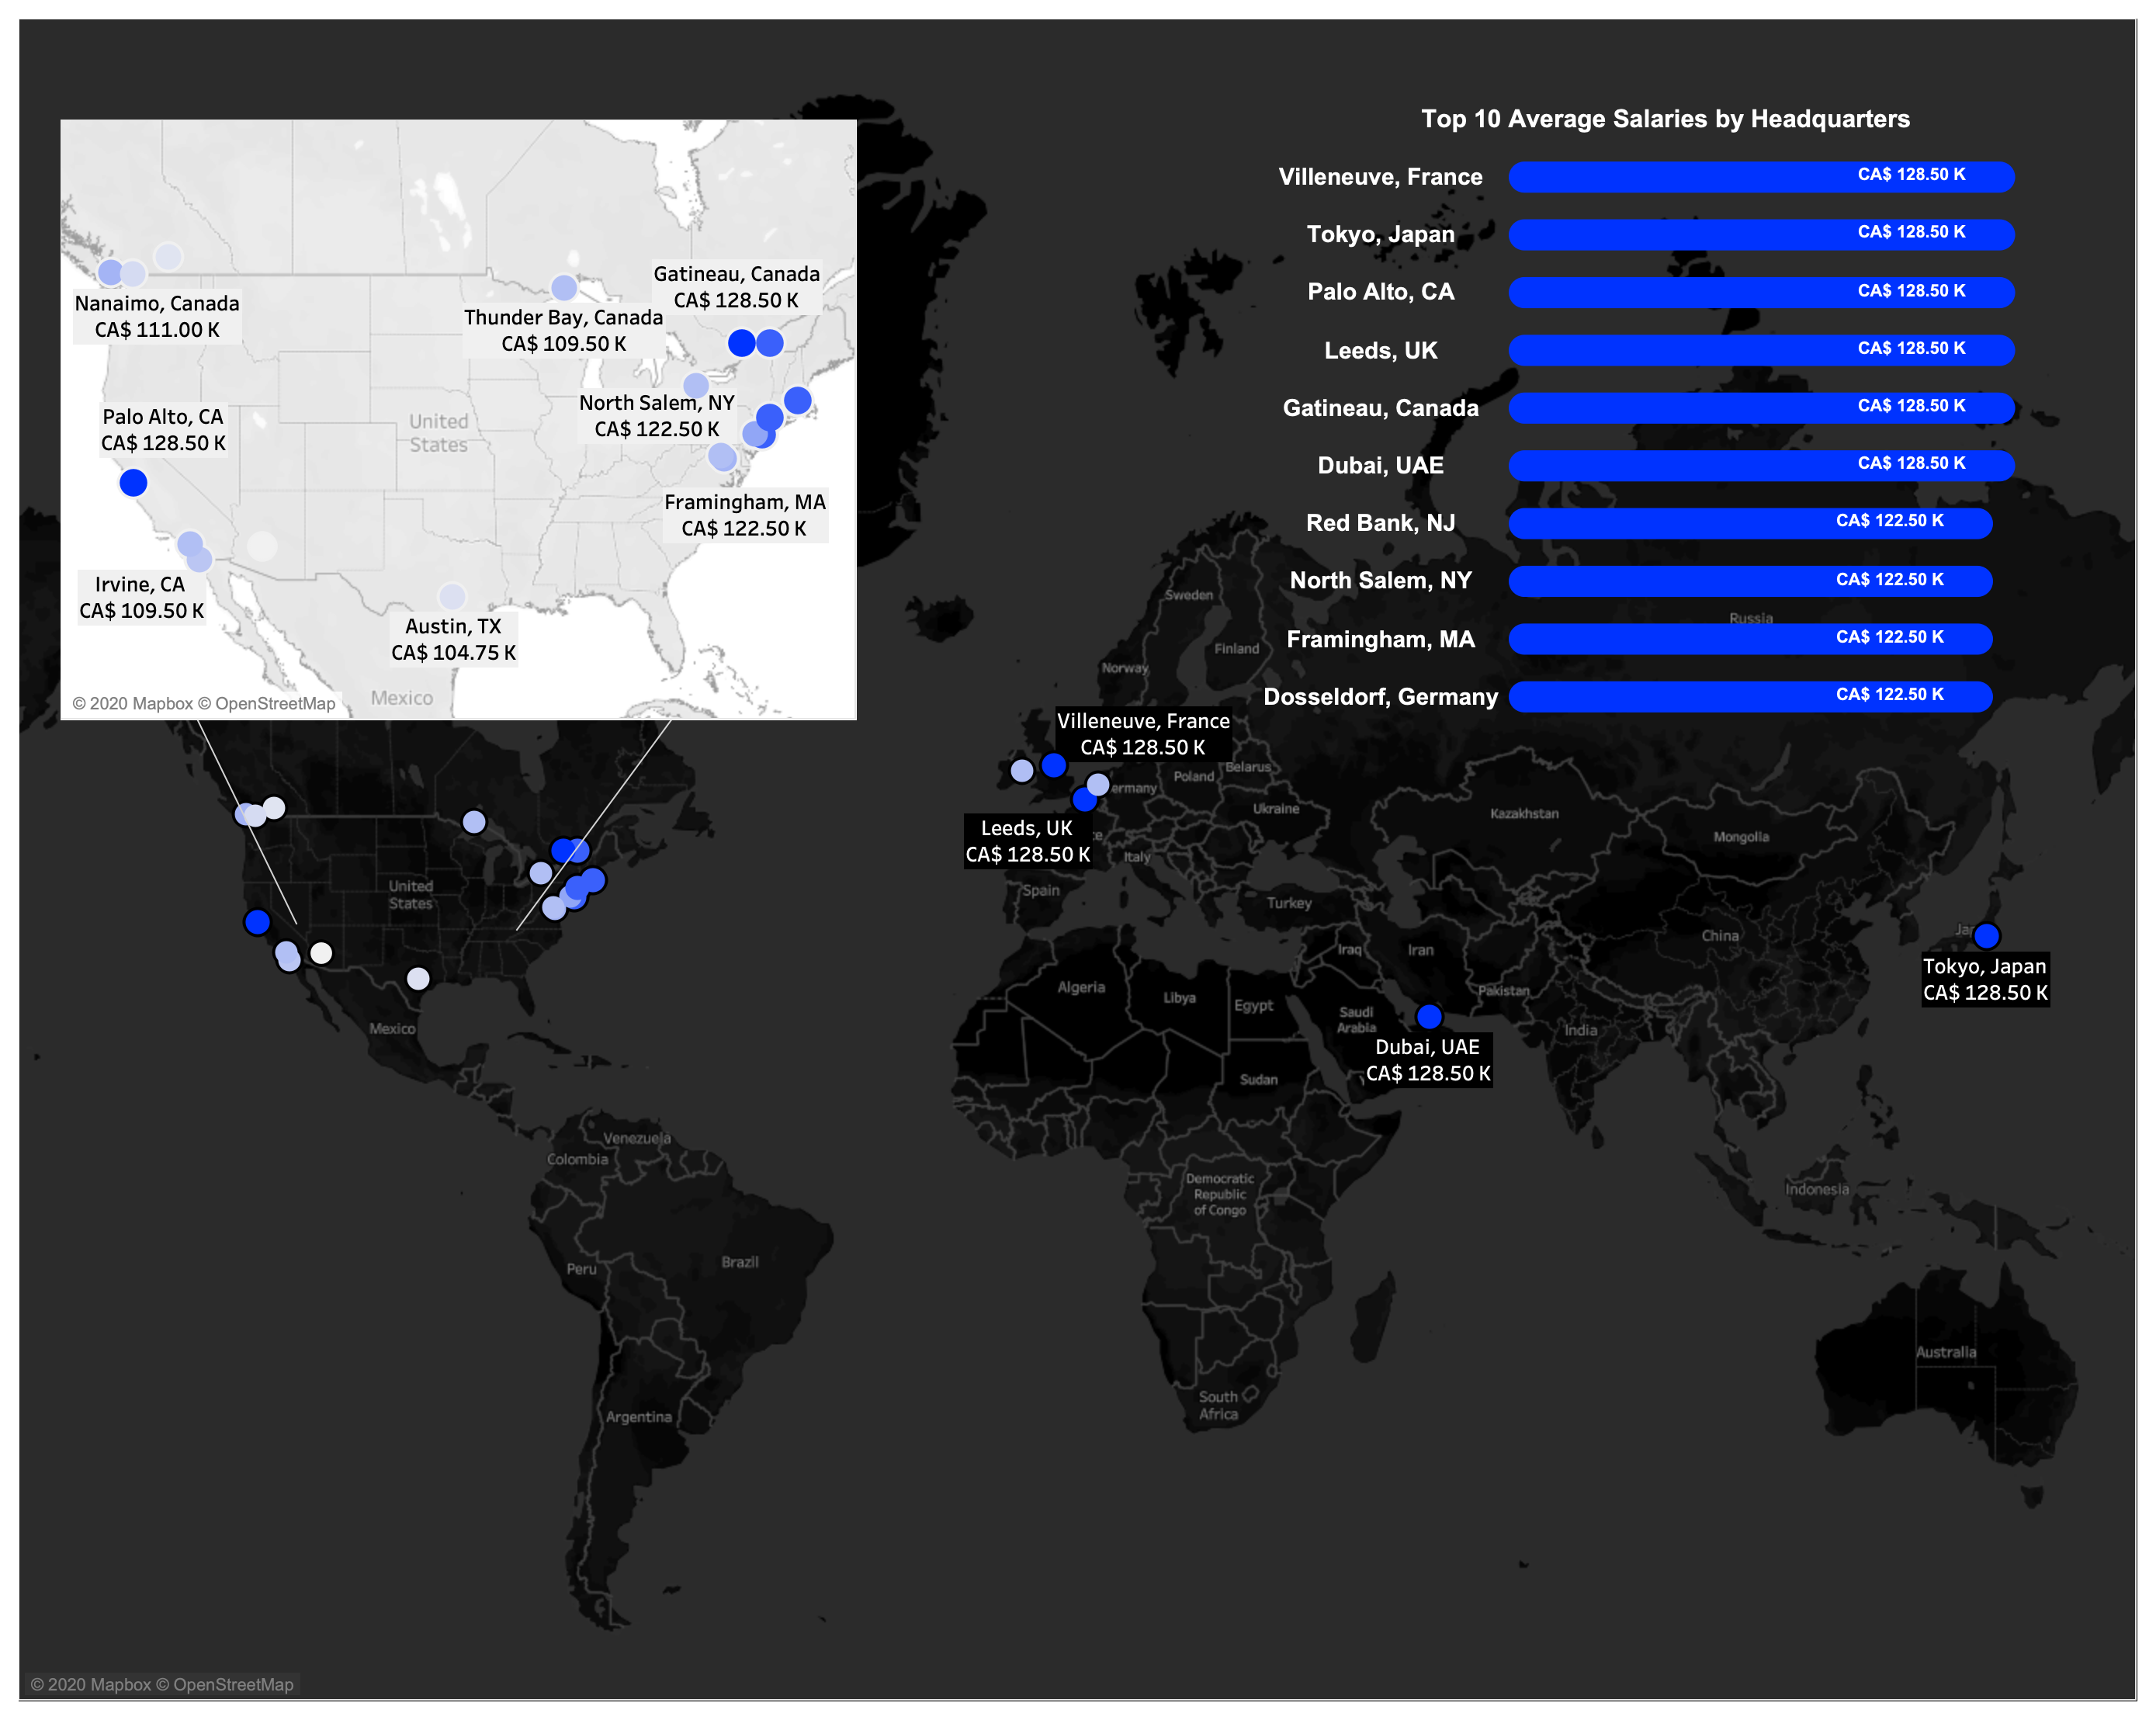 Top 10 Average Salaries by Headquarters
Villeneuve, France CA$ 128.50 K
Tokyo, Japan CA$ 128.50 K
Palo Alto, CA CA$ 128.50 K
Leeds, UK CA$ 128.50 K
Gatineau, Canada CA$ 128.50 K
Dubai, UAE CA$ 128.50 K
Red Bank, NJ CA$ 122.50 K
North Salem, NY CA$ 122.50 K
Framingham, MA CA$ 122.50 K
Dosseldorf, Germany CA$ 122.50 K
Gatineau, Canada
CA$ 128.50 K
Nanaimo, Canada
CA$ 111.00 K
Thunder Bay, Canada
CA$ 109.50 K
North Salem, NY
CA$ 122.50 K
Palo Alto, CA
CA$ 128.50 K
United
States
Framingham, MA
CA$ 122.50 K
Irvine, CA
CA$ 109.50 K
Austin, TX
CA$ 104.75 K
Mexico
© 2020 Mapbox © OpenStreetMap
Sweden
Finland
Norway
Russia
Villeneuve, France
CA$ 128.50 K
Belarus
Poland
ermany
Ukraine
Kazakhstan
Mongolia
Leeds, UK
CA$ 128.50 K
ce
Italy
Spain
Turkey
United
States
China
Jap
Iraq
Iran
Tokyo, Japan
CA$ 128.50 K
Algeria
Libya
Egypt
Pakistan
Saudi
Arabia
India
Mexico
Dubai, UAE
CA$ 128.50 K
Sudan
Venezuela
Colombia
Democratic
Republic
of Congo
Indonesia
Brazil
Peru
Australia
South
Africa
Argentina
© 2020 Mapbox © OpenStreetMap